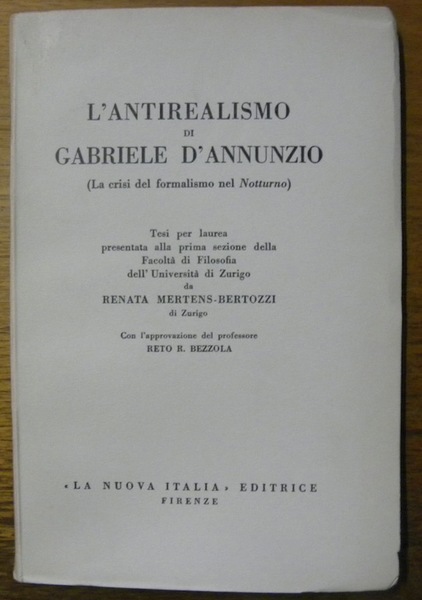 L'ANTIREALISMO
DI
GABRIELE D'ANNUNZIO
(La crisi del formalismo nel Notturno)
Tesi per laurea
presentata alla prima sezione della
Facoltà di Filosofia
dell'Università di Zurigo
da
RENATA MERTENS-BERTOZZI
di Zurigo
Con l'approvazione del professore
RETO R. BEZZOLA
«LA NUOVA ITALIA» EDITRICE
FIRENZE